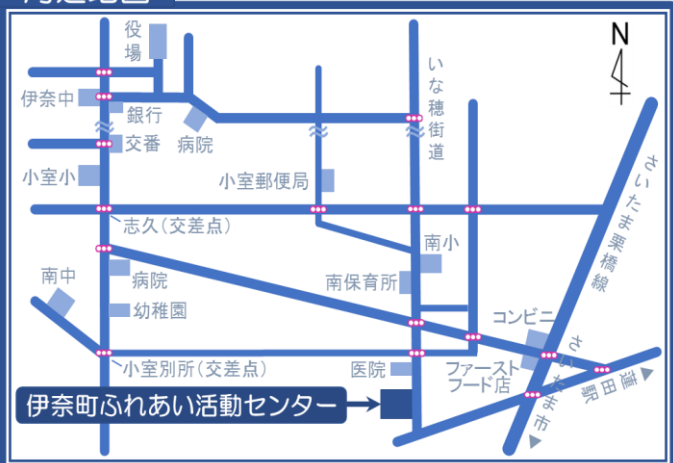 N
役場
いな穂街道
伊奈中
銀行
交番
病院
さいたま栗橋線
小室小
小室郵便局
志久（交差点）
南小
南中
病院
南保育所
幼稚園
コンビニ
さいたま市
小室別所（交差点）
医院
ファースト
フード店
蓮田駅
伊奈町ふれあい活動センター